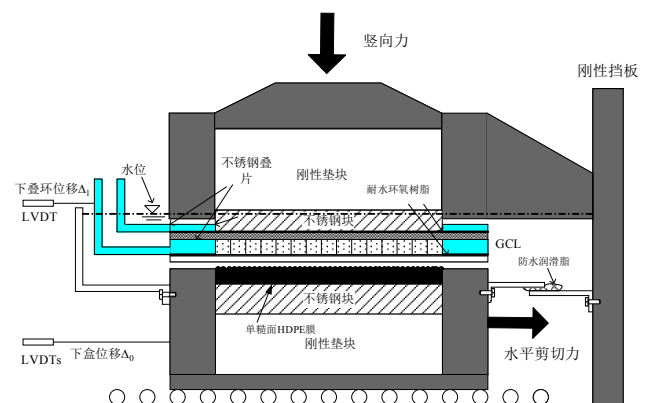 竖向力
刚性挡板
水位
不锈钢叠
片
刚性垫块
耐水环氧树脂
下叠环位移Δ1
LVDT
不锈钢块
GCL
防水润滑脂
不锈钢块
单糙面HDPE膜
刚性垫块
水平剪切力
下盒位移Δ0
LVDTs